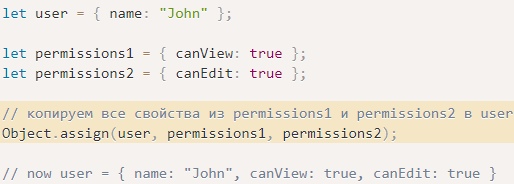 let user = { name: "John" };
let permissions1 = { canView: true };
let permissions2 = { canEdit: true };
// копируем все свойства из permissions1 и permissions2 в user
Object.assign(user, permissions1, permissions2);
// now user = { name: "John", canView: true, canEdit: true }